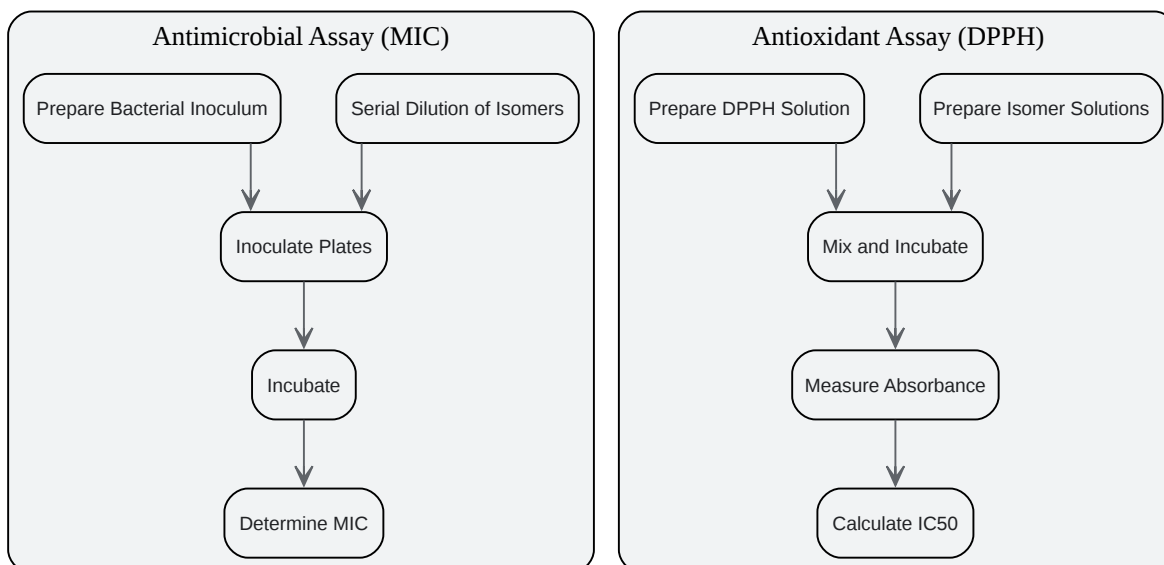 Antimicrobial Assay (MIC)
Prepare Bacterial Inoculum
Serial Dilution of Isomers
Inoculate Plates
Incubate
Determine MIC
Antioxidant Assay (DPPH)
Prepare DPPH Solution
Prepare Isomer Solutions
Mix and Incubate
Measure Absorbance
Calculate IC50